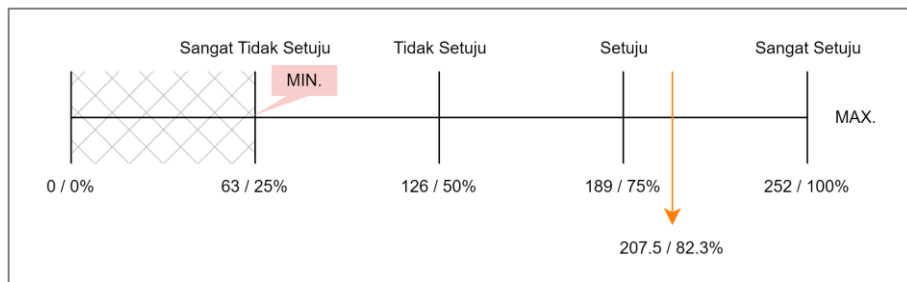 Sangat Tidak Setuju Tidak Setuju Setuju Sangat Setuju
MIN.
MAX.
0 / 0% 63 / 25% 126 / 50% 189 / 75% 252 / 100%
207.5 / 82.3%